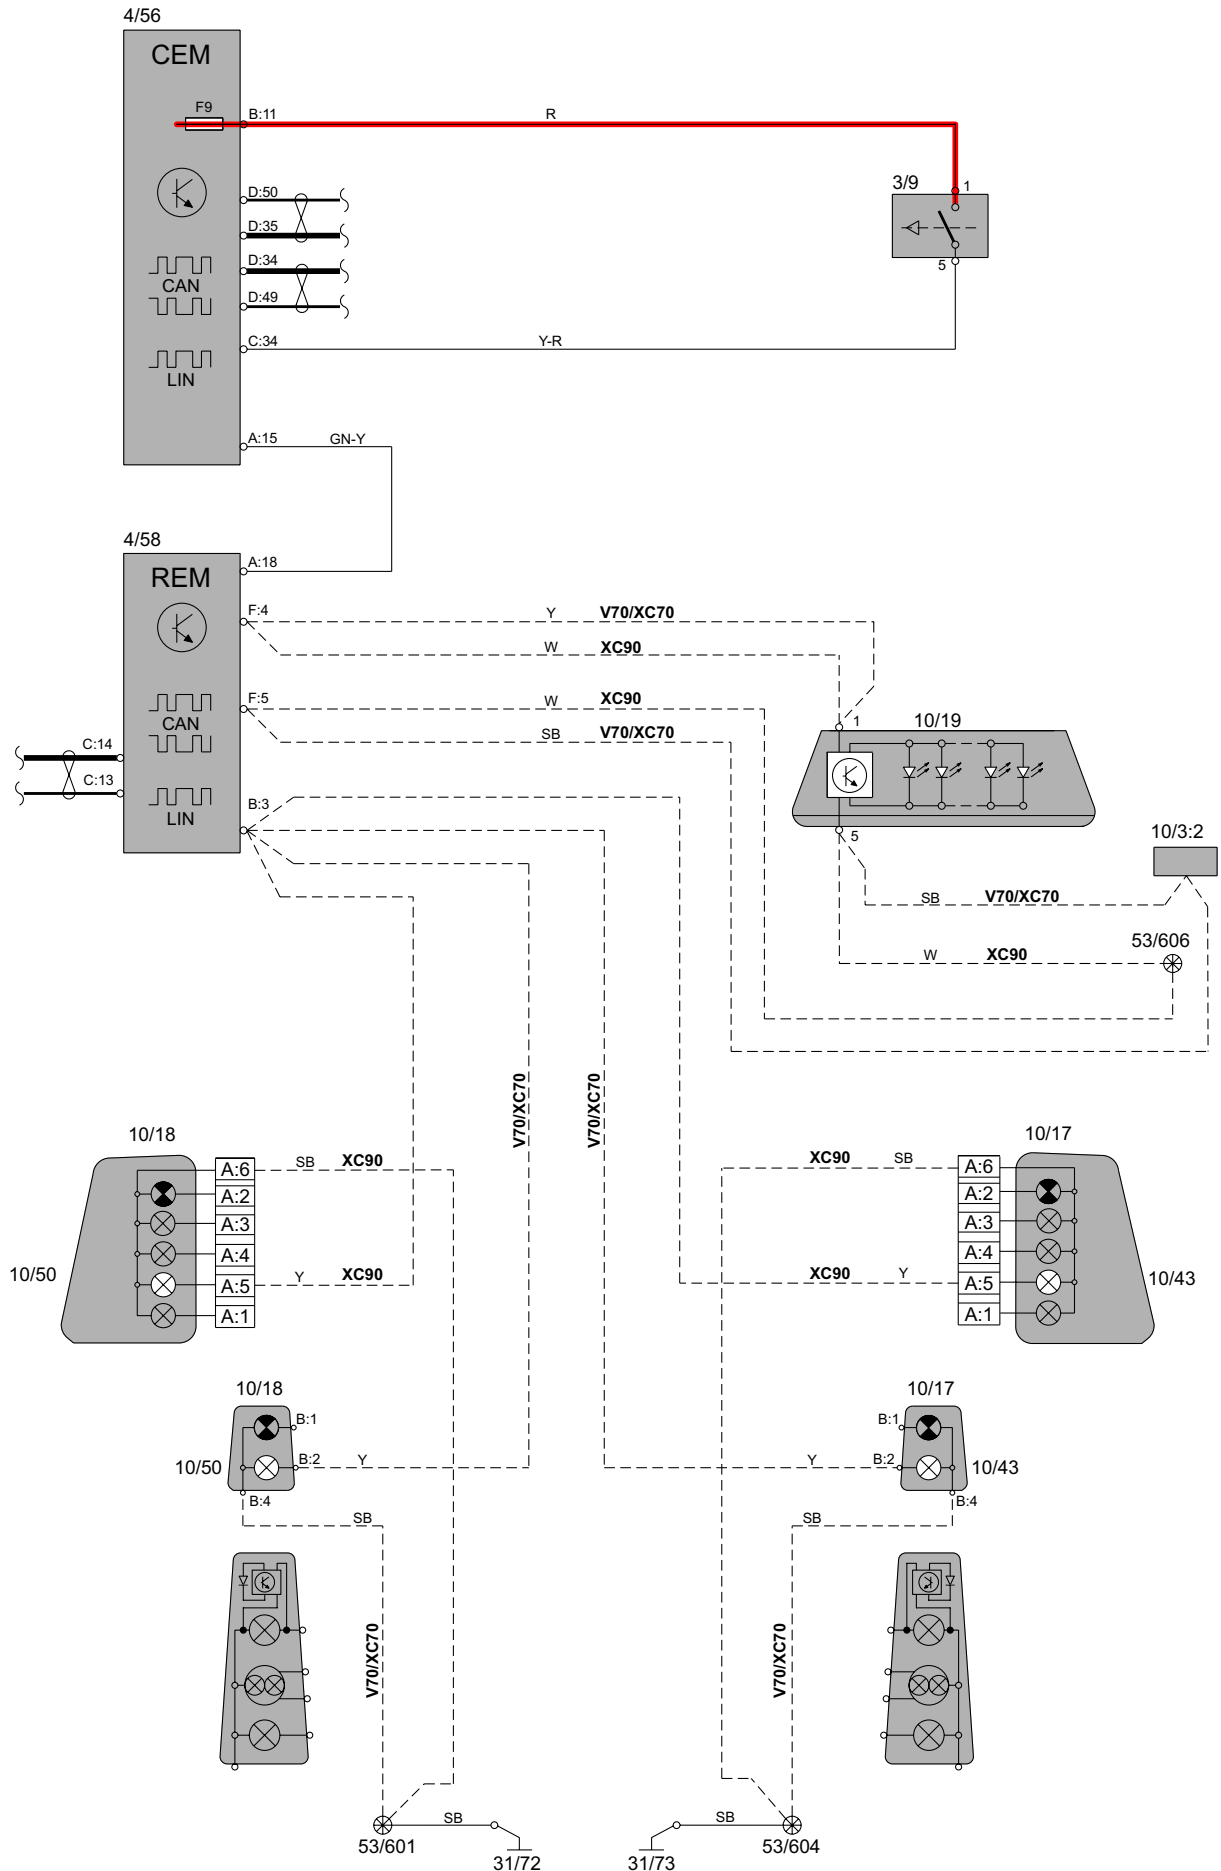 4/56
CEM
F9
B:11
R
3/9
1
D:50
D:35
D:34
CAN
D:49
5
C:34
Y-R
LIN
A:15
GN-Y
4/58
REM
A:18
F:4
Y
V70/XC70
W
XC90
F:5
W
XC90
CAN
SB
V70/XC70
1
10/19
C:14
C:13
B:3
LIN
5
10/3:2
SB
V70/XC70
53/606
W
XC90
V70/XC70
V70/XC70
10/18
A:6
SB
XC90
A:2
A:3
A:4
10/50
A:5
Y
XC90
A:1
10/17
XC90
SB
A:6
A:2
A:3
A:4
XC90
Y
A:5
10/43
A:1
10/18
B:1
10/50
B:2
Y
B:4
SB
10/17
B:1
Y
B:2
10/43
B:4
SB
V70/XC70
V70/XC70
SB
53/601
31/72
SB
31/73
53/604